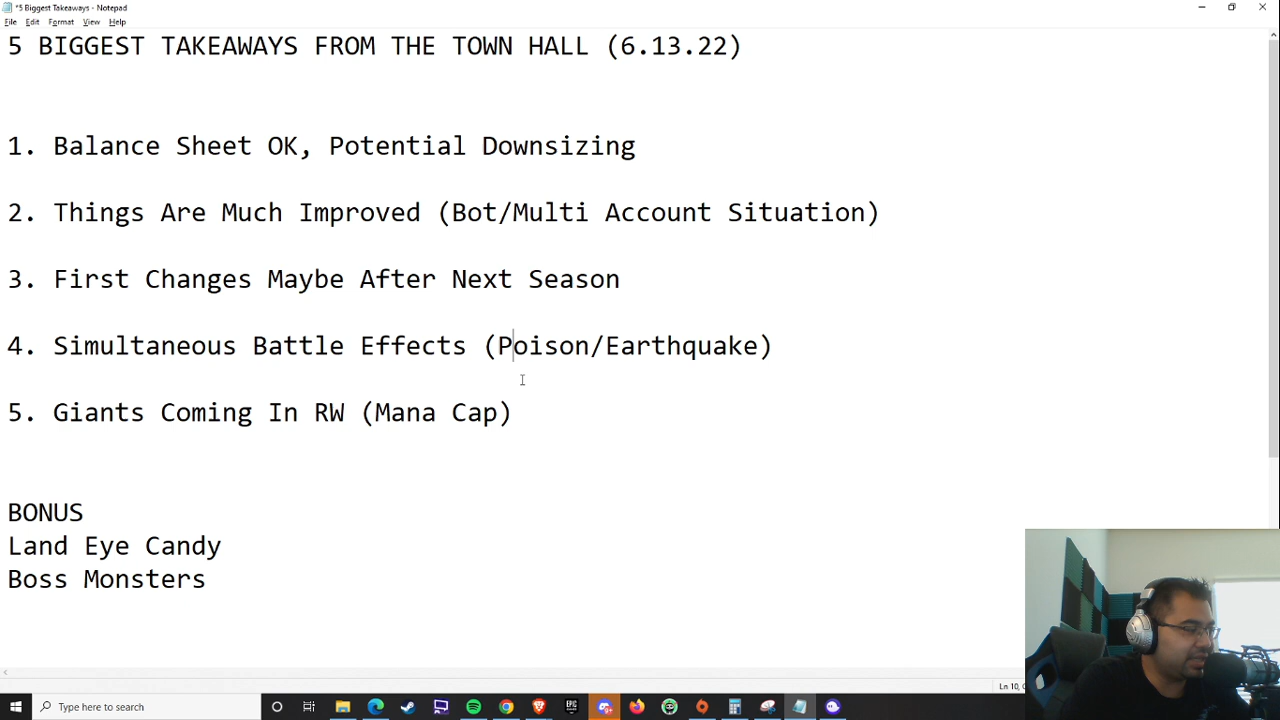 *5 Biggest Takeaways - Notepad
File Edit Format View Help
5 BIGGEST TAKEAWAYS FROM THE TOWN HALL (6.13.22)
1. Balance Sheet OK, Potential Downsizing
2. Things Are Much Improved (Bot/Multi Account Situation)
3. First Changes Maybe After Next Season
4. Simultaneous Battle Effects (Poison/Earthquake)
5. Giants Coming In RW (Mana Cap)
BONUS
Land Eye Candy
Boss Monsters
Ln 10,
Type here to search
EPIC